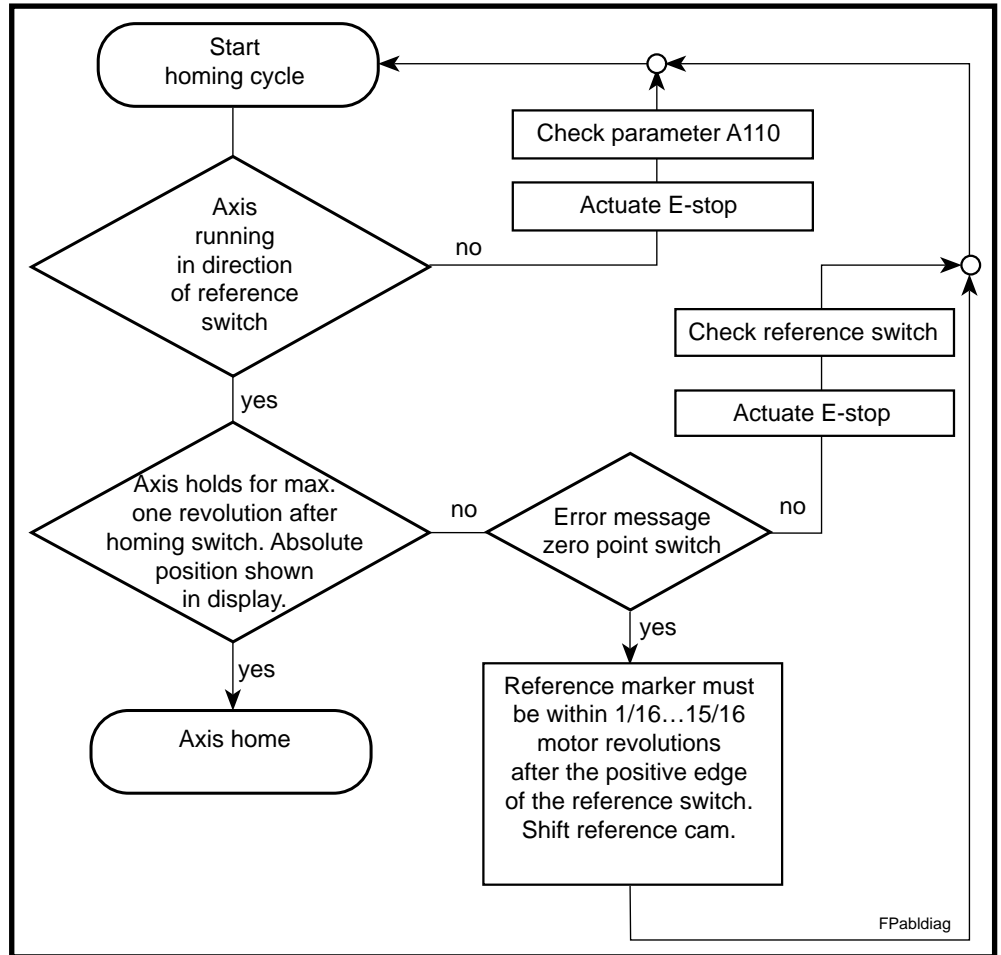 Start
homing cycle
Check parameter A110
Actuate E-stop
Axis
running
in direction
of reference
switch
no
yes
Check reference switch
Actuate E-stop
Axis holds for max.
one revolution after
homing switch. Absolute
position shown
in display.
no
Error message
zero point switch
no
yes
yes
Axis home
Reference marker must
be within 1/16…15/16
motor revolutions
after the positive edge
of the reference switch.
Shift reference cam.
FPabldiag